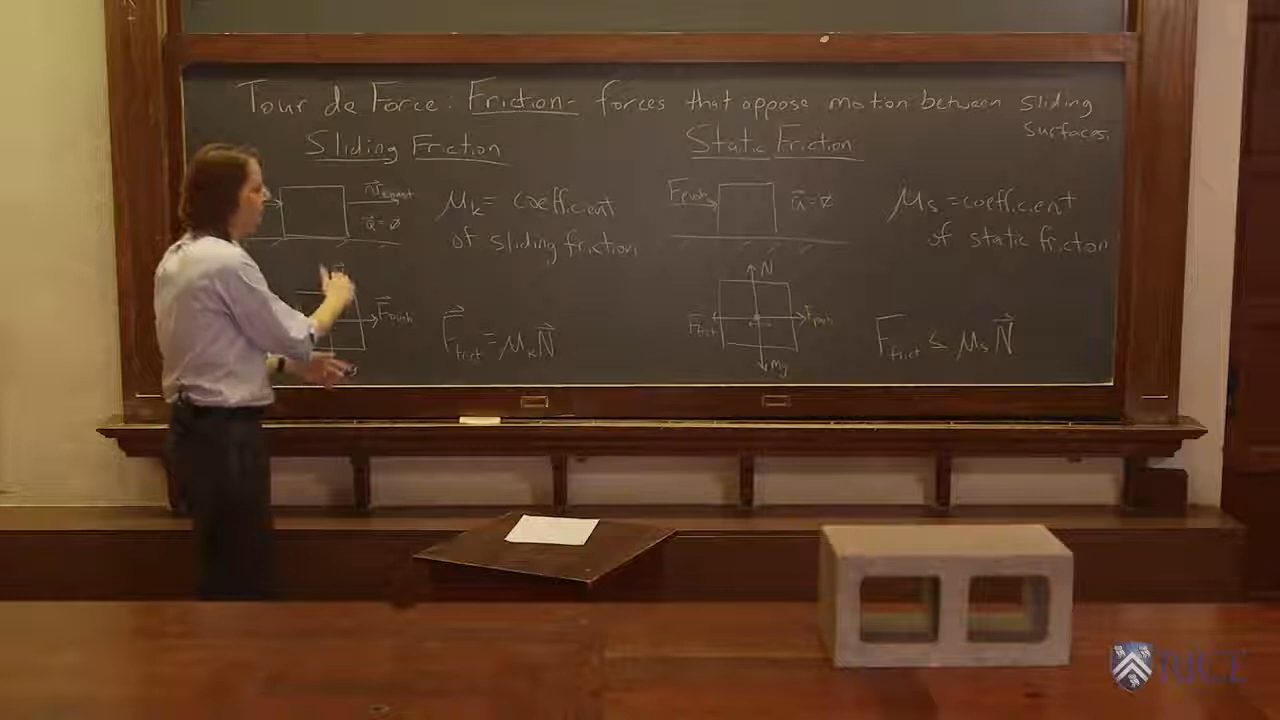 Tour de Force: Friction - forces that oppose motion between sliding
surfaces.
Sliding Friction
v constant
a = ø
μk = coefficient
of sliding friction
N
Fpush
Ffrict = μk N
Static Friction
Fpush
a = ø
μs = coefficient
of static friction
N
Ffrict
Fpush
Mg
Ffrict ≤ μs N
RICE